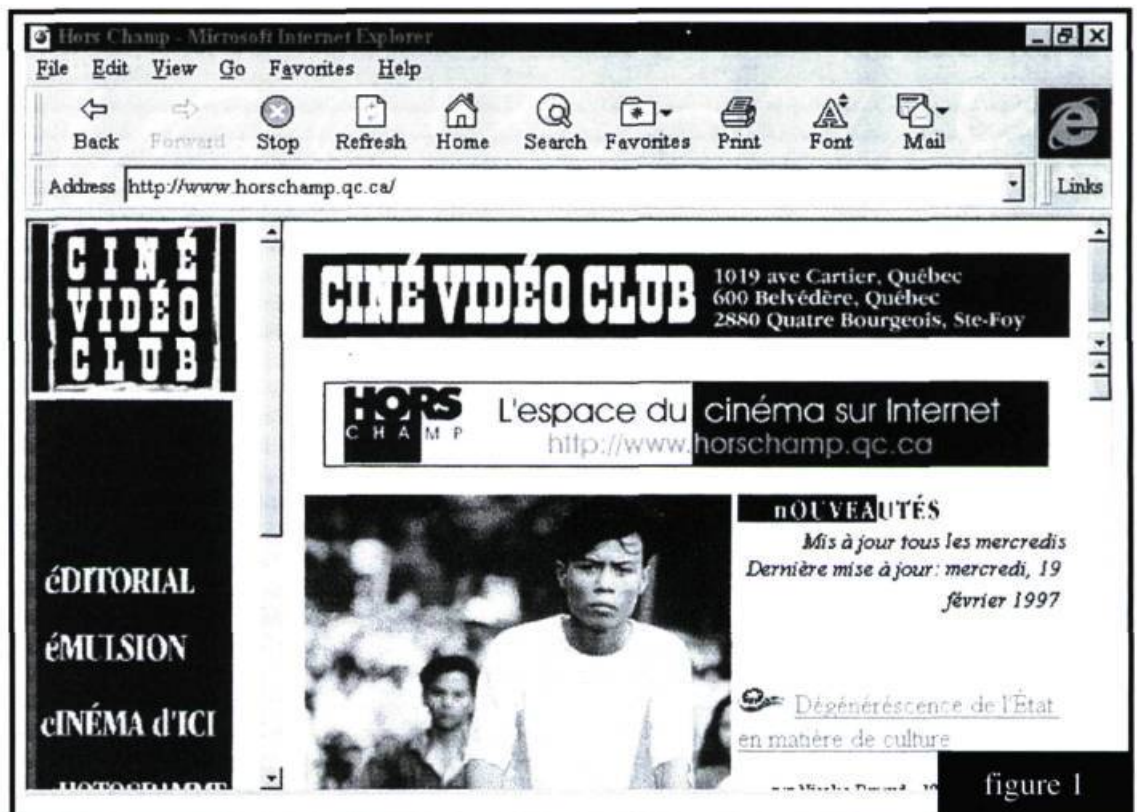 Hors Champ - Microsoft Internet Explorer
File Edit View Go Favorites Help
Back Forward Stop Refresh Home Search Favorites Print Font Mail
Address http://www.horschamp.qc.ca/ Links
CINÉ
VIDÉO
CLUB
éDITORIAL
éMULSION
cINÉMA d'ICI
CINÉ VIDÉO CLUB
1019 ave Cartier, Québec
600 Belvédère, Québec
2880 Quatre Bourgeois, Ste-Foy
HORS
CHAMP
L'espace du cinéma sur Internet
http://www.horschamp.qc.ca
nOUVEAUTÉS
Mis à jour tous les mercredis
Dernière mise à jour: mercredi, 19
février 1997
Dégénéréscence de l'État
en matière de culture
figure 1